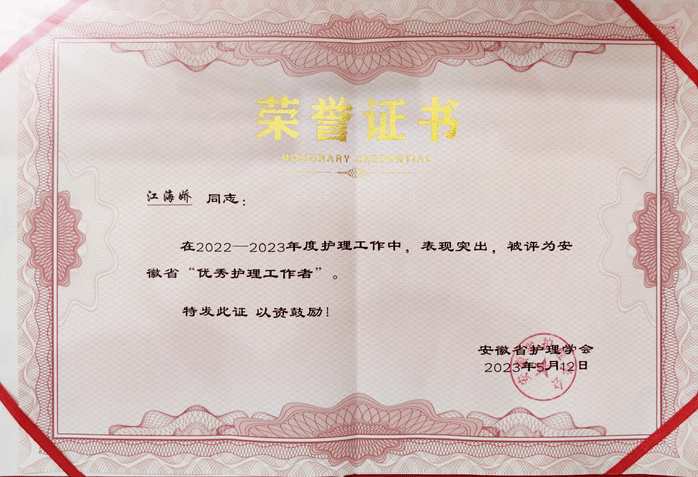 荣誉证书
HONORARY CREDENTIAL
江海娇 同志：
在2022—2023年度护理工作中，表现突出，被评为安
徽省“优秀护理工作者”。
特发此证 以资鼓励！
安徽省护理学会
2023年5月12日